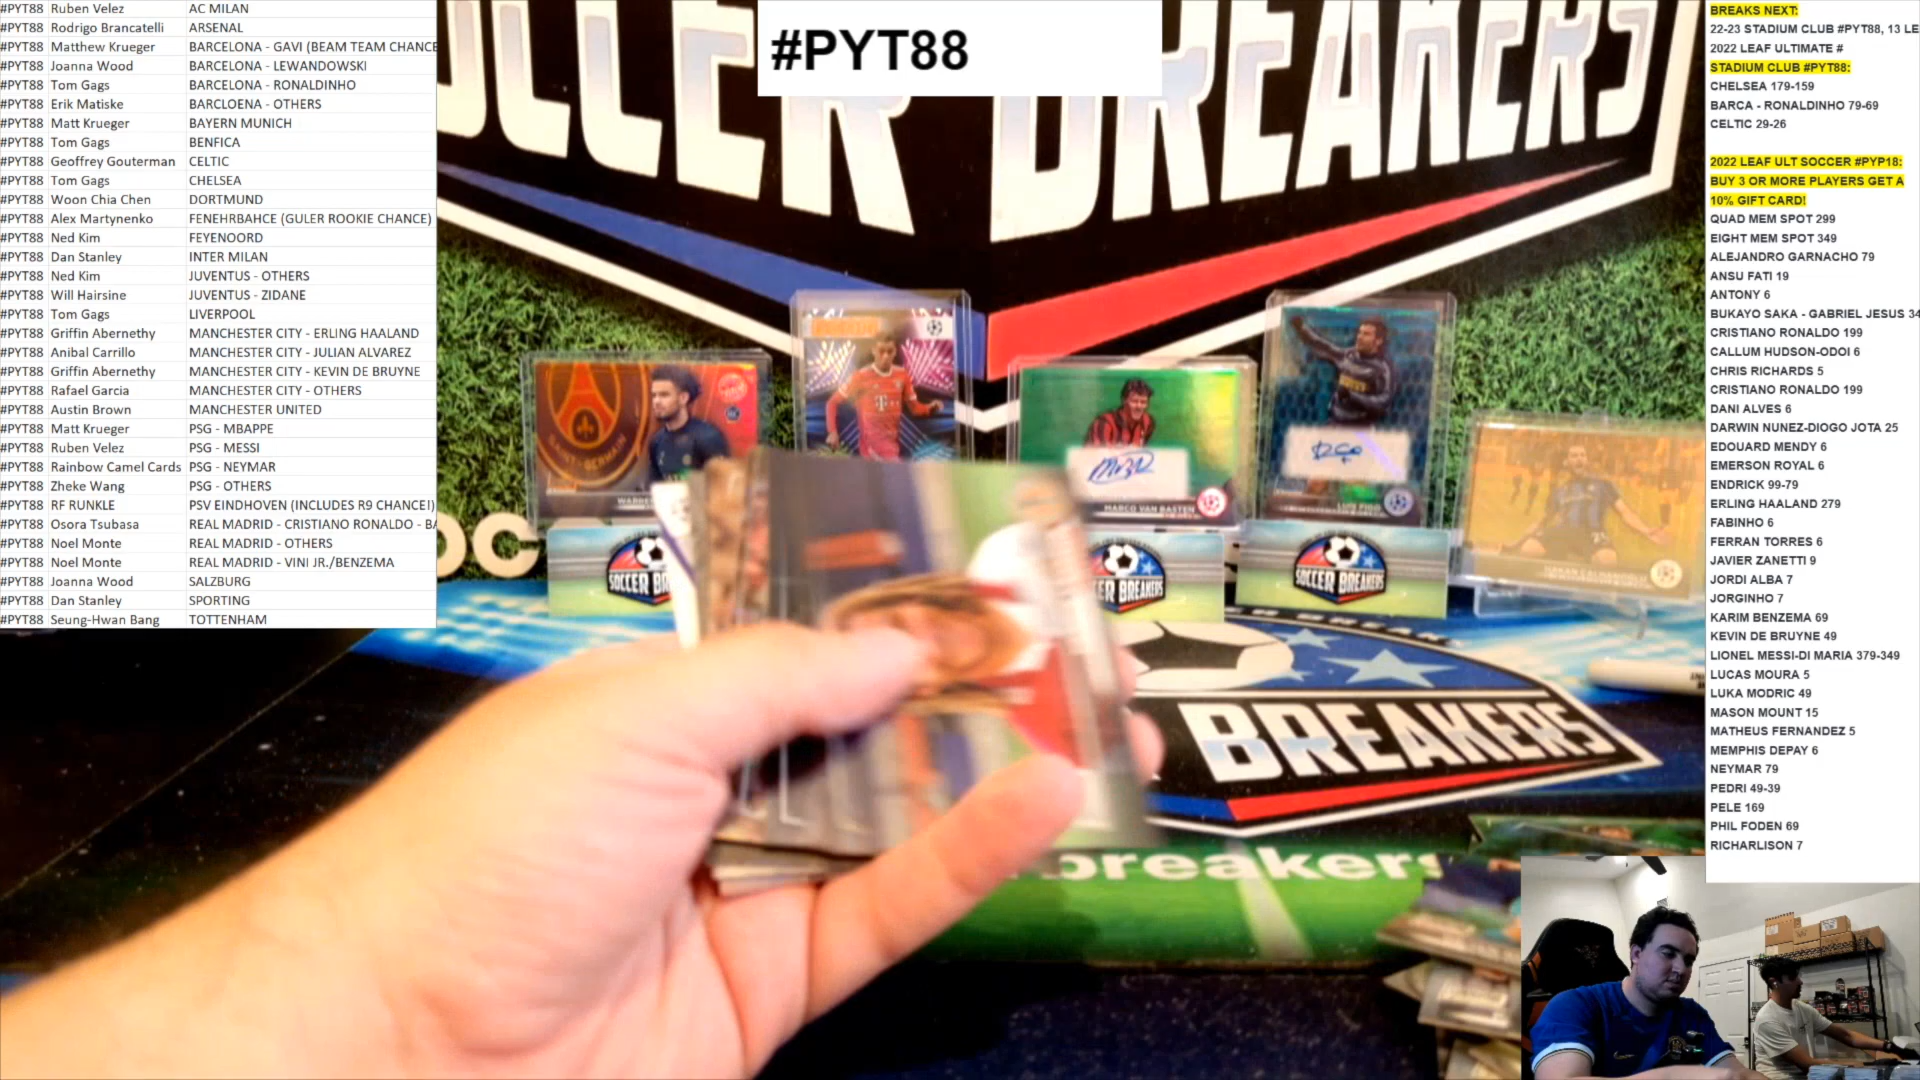 #PYT88 Ruben Velez AC MILAN
#PYT88 Rodrigo Brancatelli ARSENAL
#PYT88 Matthew Krueger BARCELONA - GAVI (BEAM TEAM CHANCE
#PYT88 Joanna Wood BARCELONA - LEWANDOWSKI
#PYT88 Tom Gags BARCELONA - RONALDINHO
#PYT88 Erik Matiske BARCLOENA - OTHERS
#PYT88 Matt Krueger BAYERN MUNICH
#PYT88 Tom Gags BENFICA
#PYT88 Geoffrey Gouterman CELTIC
#PYT88 Tom Gags CHELSEA
#PYT88 Woon Chia Chen DORTMUND
#PYT88 Alex Martynenko FENEHRBAHCE (GULER ROOKIE CHANCE)
#PYT88 Ned Kim FEYENOORD
#PYT88 Dan Stanley INTER MILAN
#PYT88 Ned Kim JUVENTUS - OTHERS
#PYT88 Will Hairsine JUVENTUS - ZIDANE
#PYT88 Tom Gags LIVERPOOL
#PYT88 Griffin Abernethy MANCHESTER CITY - ERLING HAALAND
#PYT88 Anibal Carrillo MANCHESTER CITY - JULIAN ALVAREZ
#PYT88 Griffin Abernethy MANCHESTER CITY - KEVIN DE BRUYNE
#PYT88 Rafael Garcia MANCHESTER CITY - OTHERS
#PYT88 Austin Brown MANCHESTER UNITED
#PYT88 Matt Krueger PSG - MBAPPE
#PYT88 Ruben Velez PSG - MESSI
#PYT88 Rainbow Camel Cards PSG - NEYMAR
#PYT88 Zheke Wang PSG - OTHERS
#PYT88 RF RUNKLE PSV EINDHOVEN (INCLUDES R9 CHANCE!)
#PYT88 Osora Tsubasa REAL MADRID - CRISTIANO RONALDO - BA
#PYT88 Noel Monte REAL MADRID - OTHERS
#PYT88 Noel Monte REAL MADRID - VINI JR./BENZEMA
#PYT88 Joanna Wood SALZBURG
#PYT88 Dan Stanley SPORTING
#PYT88 Seung-Hwan Bang TOTTENHAM
#PYT88
SOCCER BREAKERS
MARCO VAN BASTEN
LUIS FIGO
SOCCER BREAKERS
BREAKERS
breakers
BREAKS NEXT:
22-23 STADIUM CLUB #PYT88, 13 LE
2022 LEAF ULTIMATE #
STADIUM CLUB #PYT88:
CHELSEA 179-159
BARCA - RONALDINHO 79-69
CELTIC 29-26
2022 LEAF ULT SOCCER #PYP18:
BUY 3 OR MORE PLAYERS GET A
10% GIFT CARD!
QUAD MEM SPOT 299
EIGHT MEM SPOT 349
ALEJANDRO GARNACHO 79
ANSU FATI 19
ANTONY 6
BUKAYO SAKA - GABRIEL JESUS 34
CRISTIANO RONALDO 199
CALLUM HUDSON-ODOI 6
CHRIS RICHARDS 5
CRISTIANO RONALDO 199
DANI ALVES 6
DARWIN NUNEZ-DIOGO JOTA 25
EDOUARD MENDY 6
EMERSON ROYAL 6
ENDRICK 99-79
ERLING HAALAND 279
FABINHO 6
FERRAN TORRES 6
JAVIER ZANETTI 9
JORDI ALBA 7
JORGINHO 7
KARIM BENZEMA 69
KEVIN DE BRUYNE 49
LIONEL MESSI-DI MARIA 379-349
LUCAS MOURA 5
LUKA MODRIC 49
MASON MOUNT 15
MATHEUS FERNANDEZ 5
MEMPHIS DEPAY 6
NEYMAR 79
PEDRI 49-39
PELE 169
PHIL FODEN 69
RICHARLISON 7